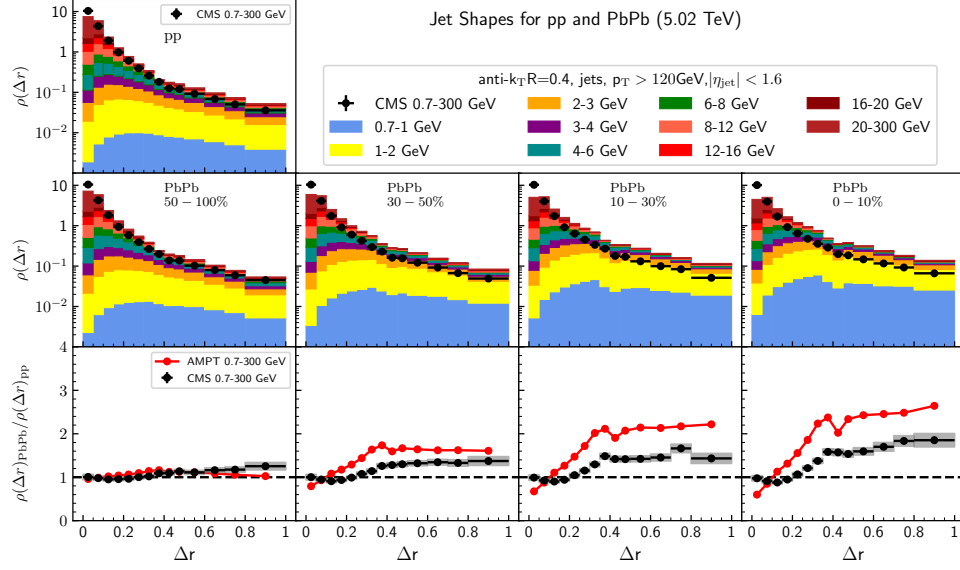 Jet Shapes for pp and PbPb (5.02 TeV)
CMS 0.7-300 GeV
pp
anti-kTR=0.4, jets, pT > 120GeV,|ηjet| < 1.6
CMS 0.7-300 GeV
0.7-1 GeV
1-2 GeV
2-3 GeV
3-4 GeV
4-6 GeV
6-8 GeV
8-12 GeV
12-16 GeV
16-20 GeV
20-300 GeV
ρ(Δr)
10
1
10⁻¹
10⁻²
PbPb
50 − 100%
PbPb
30 − 50%
PbPb
10 − 30%
PbPb
0 − 10%
ρ(Δr)
10
1
10⁻¹
10⁻²
AMPT 0.7-300 GeV
CMS 0.7-300 GeV
ρ(Δr)PbPb/ρ(Δr)pp
4
3
2
1
0
0 0.2 0.4 0.6 0.8 1
0 0.2 0.4 0.6 0.8 1
0 0.2 0.4 0.6 0.8 1
0 0.2 0.4 0.6 0.8 1
Δr
Δr
Δr
Δr